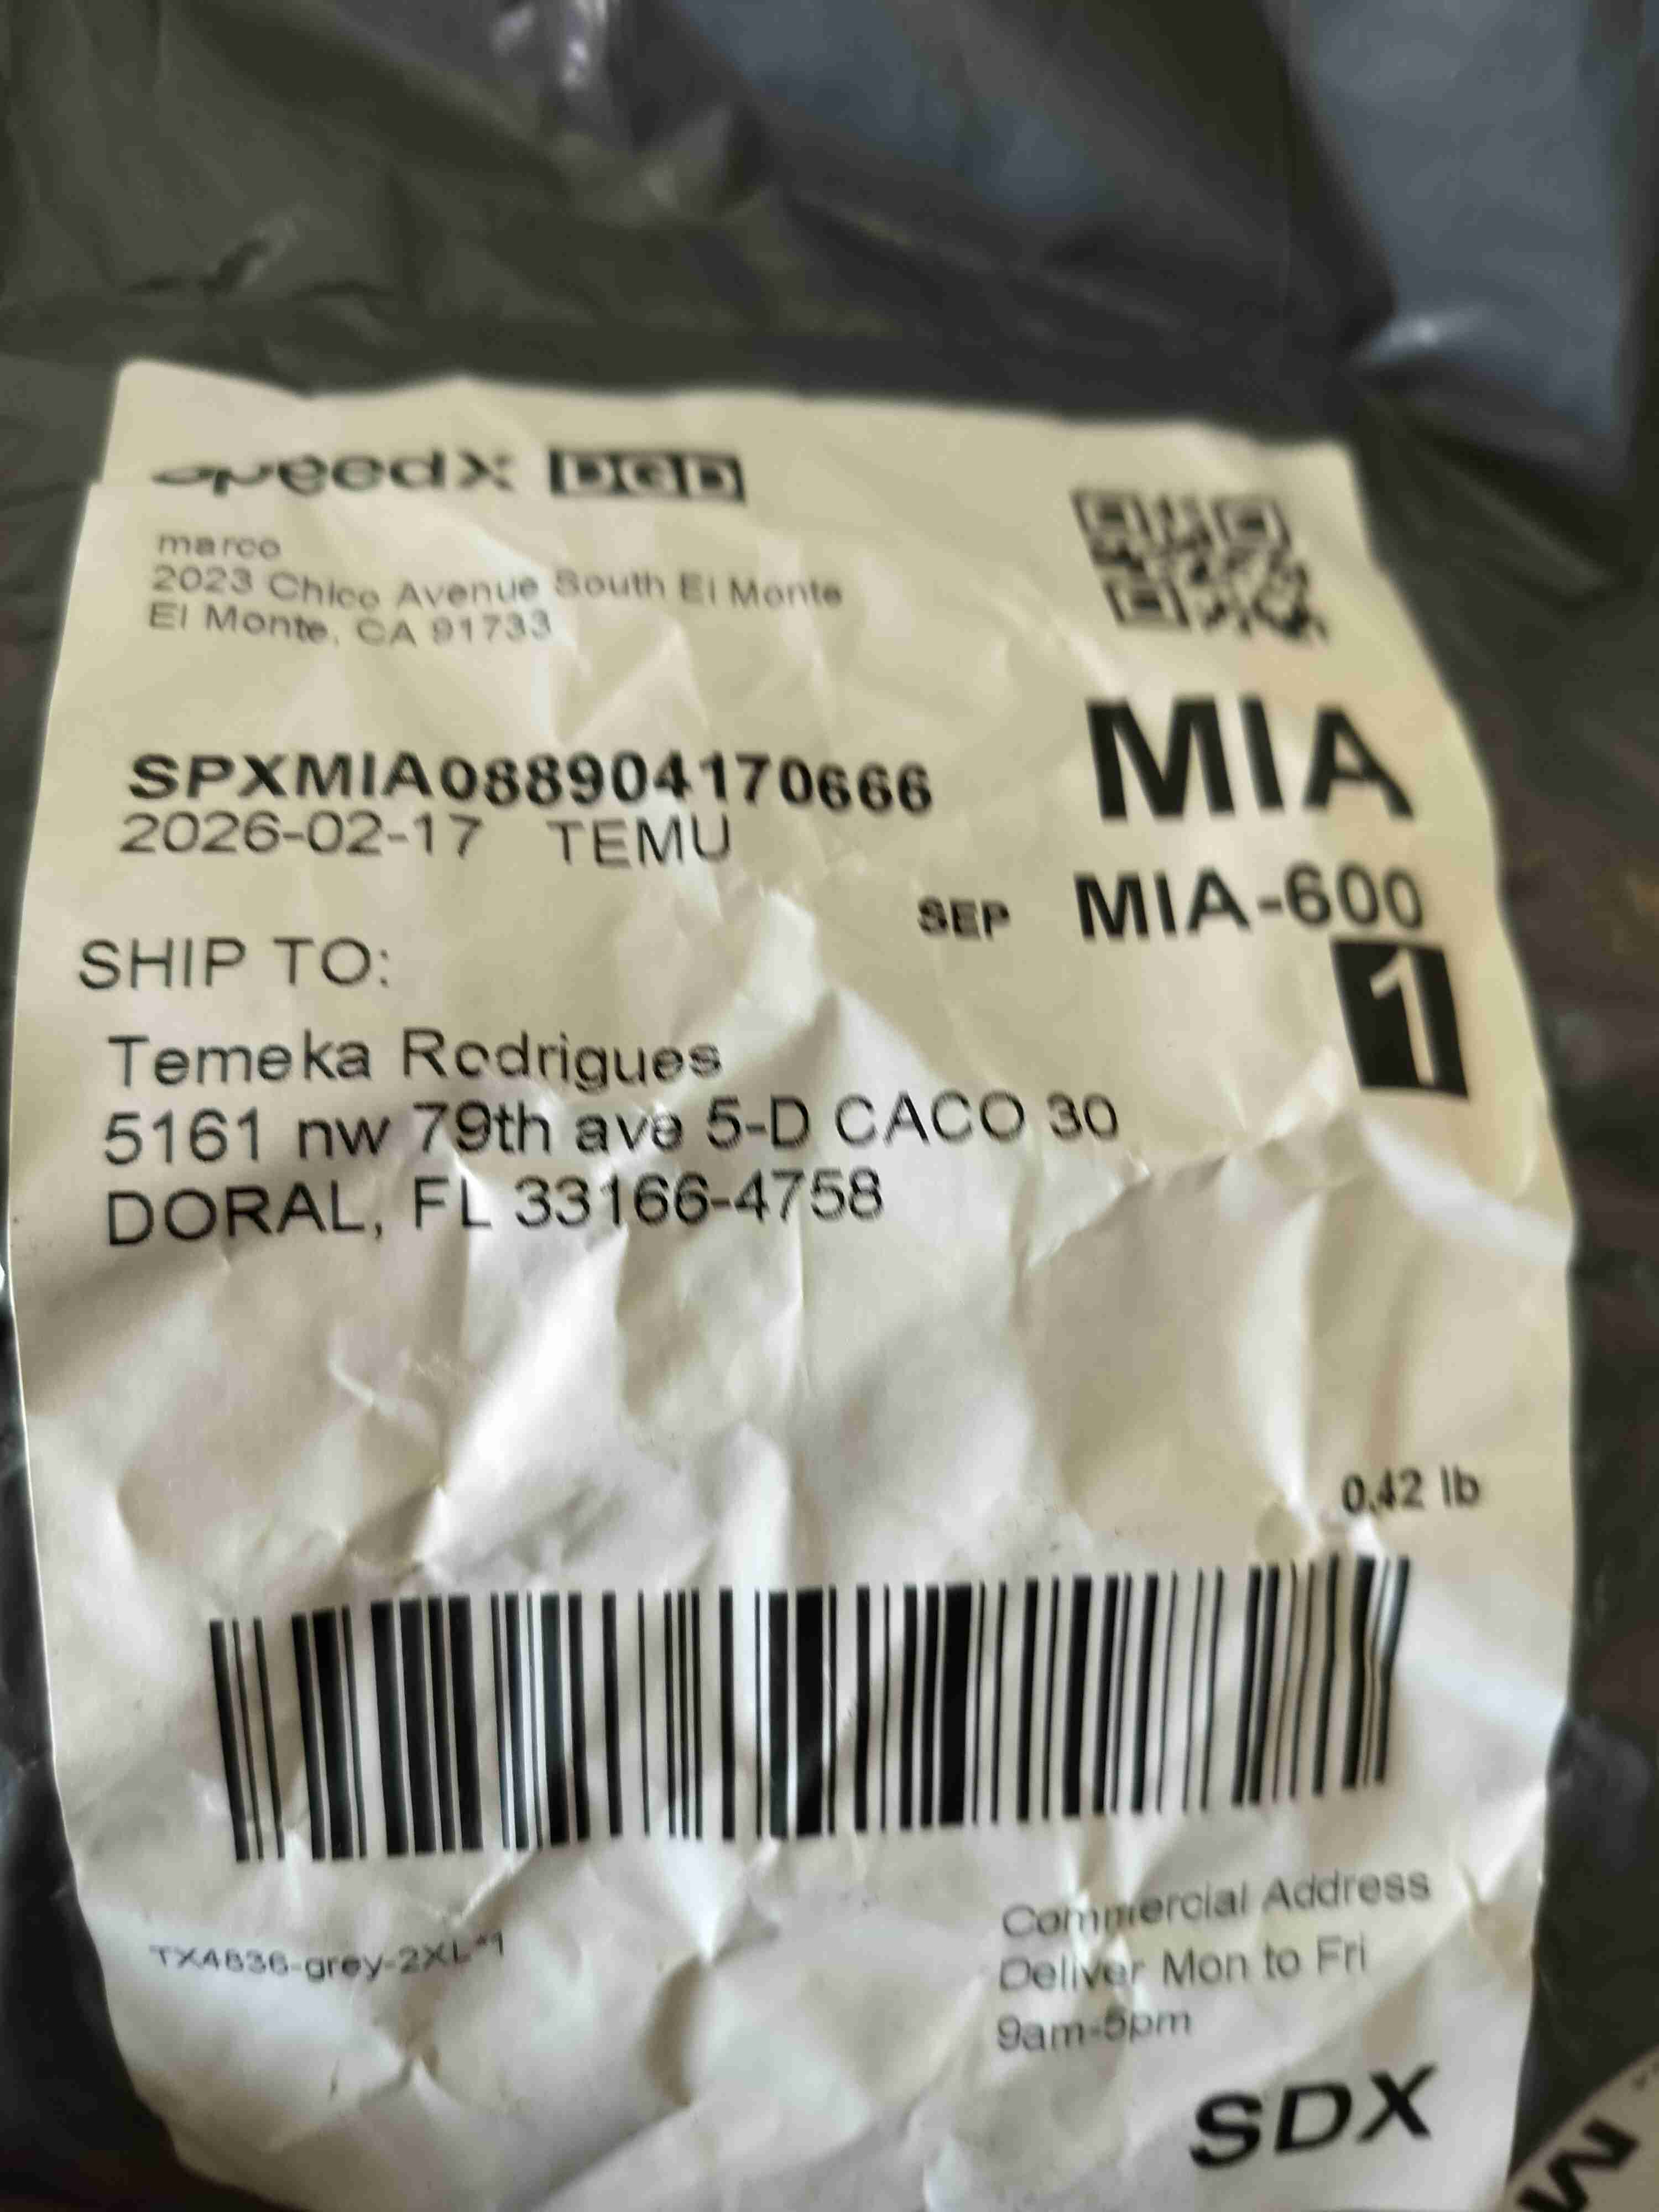 speedX DGD
marco
2023 Chico Avenue South El Monte
El Monte, CA 91733
SPXMIA088904170666
2026-02-17 TEMU
MIA
SEP MIA-600
1
SHIP TO:
Temeka Rodrigues
5161 nw 79th ave 5-D CACO 30
DORAL, FL 33166-4758
0.42 lb
TX4836-grey-2XL*1
Commercial Address
Deliver Mon to Fri
9am-5pm
SDX
M